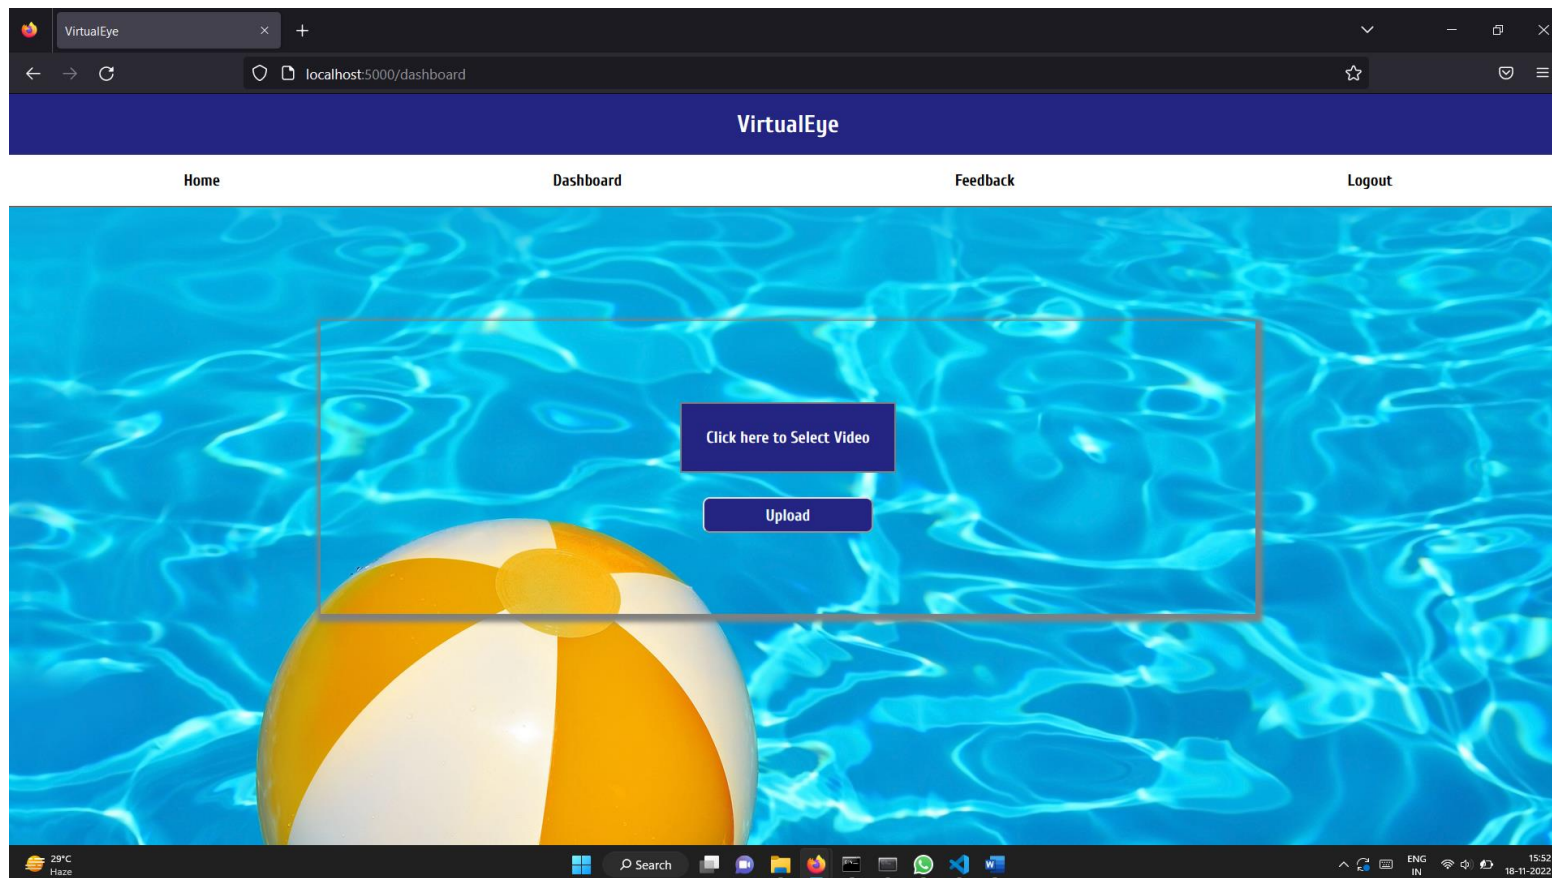 VirtualEye
localhost:5000/dashboard
VirtualEye
Home Dashboard Feedback Logout
Click here to Select Video
Upload
29°C
Haze
Search
ENG
IN
15:52
18-11-2022